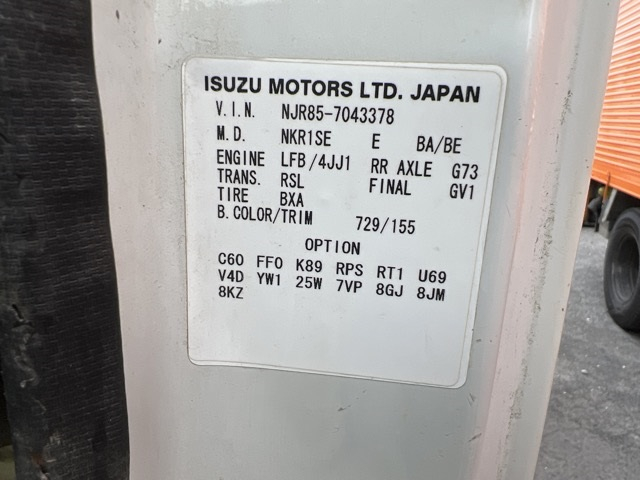 ISUZU MOTORS LTD. JAPAN
V.I.N. NJR85-7043378
M.D. NKR1SE E BA/BE
ENGINE LFB/4JJ1 RR AXLE G73
TRANS. RSL FINAL GV1
TIRE BXA
B.COLOR/TRIM 729/155
OPTION
C60 FF0 K89 RPS RT1 U69
V4D YW1 25W 7VP 8GJ 8JM
8KZ